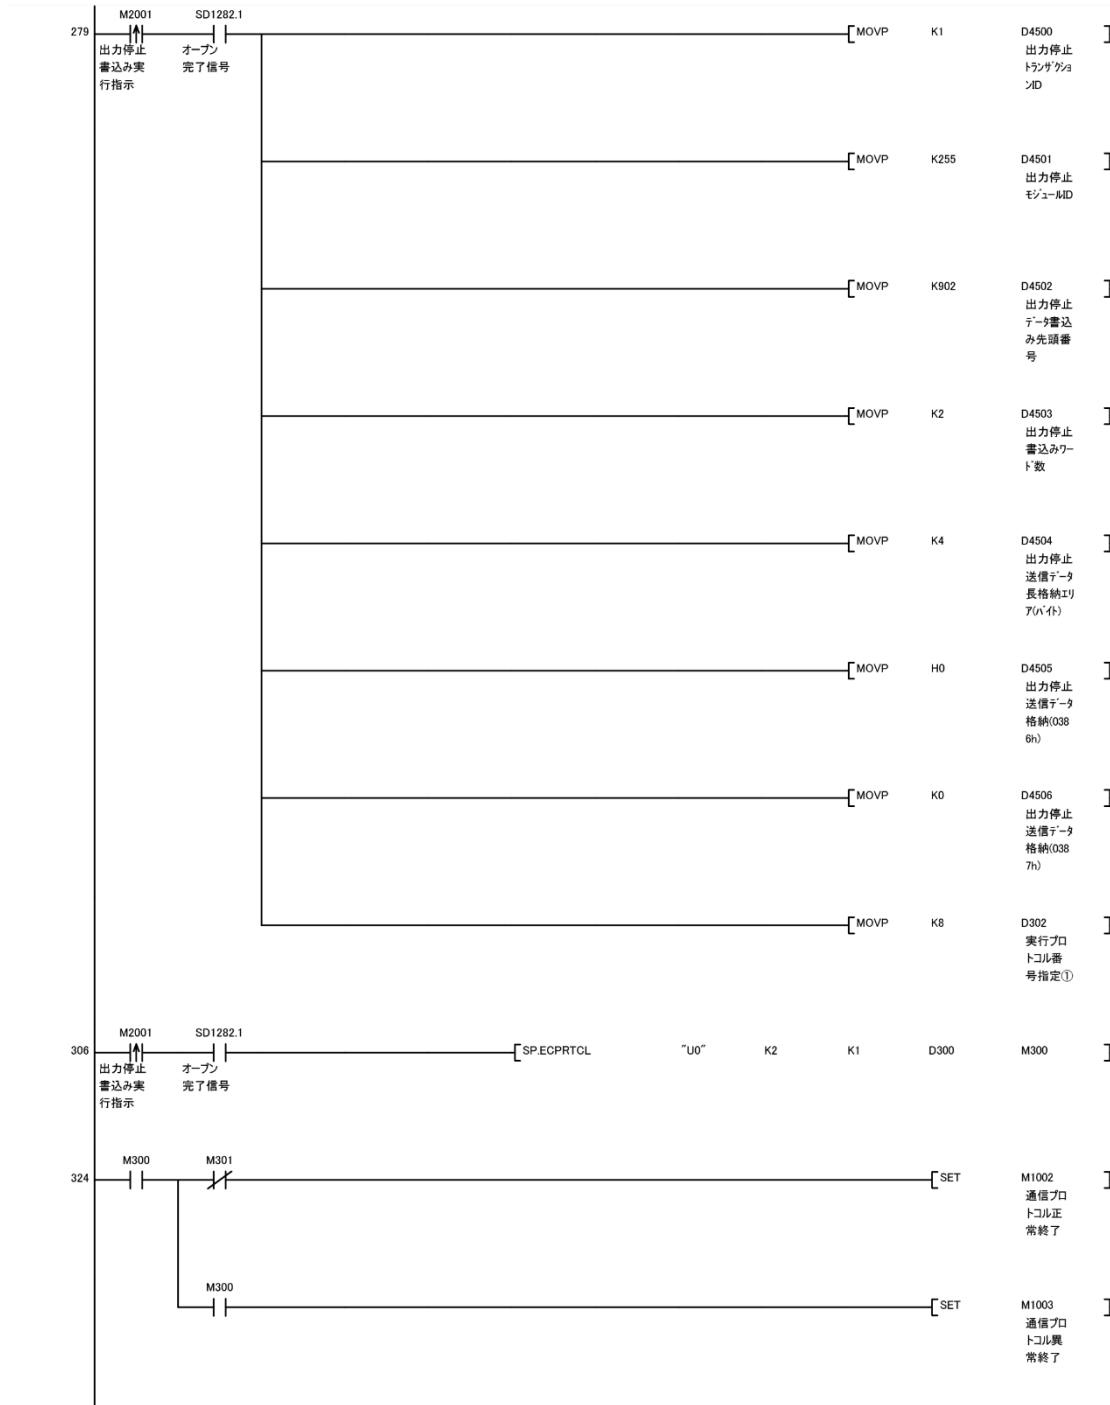 M2001 SD1282.1
279 MOVP K1 D4500
出力停止 オープン 出力停止
書込み実 完了信号 トランザクショ
行指示 ンID
MOVP K255 D4501
出力停止
モジュールID
MOVP K902 D4502
出力停止
データ書込
み先頭番
号
MOVP K2 D4503
出力停止
書込みワー
ド数
MOVP K4 D4504
出力停止
送信データ
長格納エリ
ア(バイト)
MOVP H0 D4505
出力停止
送信データ
格納(038
6h)
MOVP K0 D4506
出力停止
送信データ
格納(038
7h)
MOVP K8 D302
実行プロ
トコル番
号指定①
M2001 SD1282.1
306 SP.ECPRTCL "U0" K2 K1 D300 M300
出力停止 オープン
書込み実 完了信号
行指示
M300 M301
324 SET M1002
通信プロ
トコル正
常終了
M300
SET M1003
通信プロ
トコル異
常終了